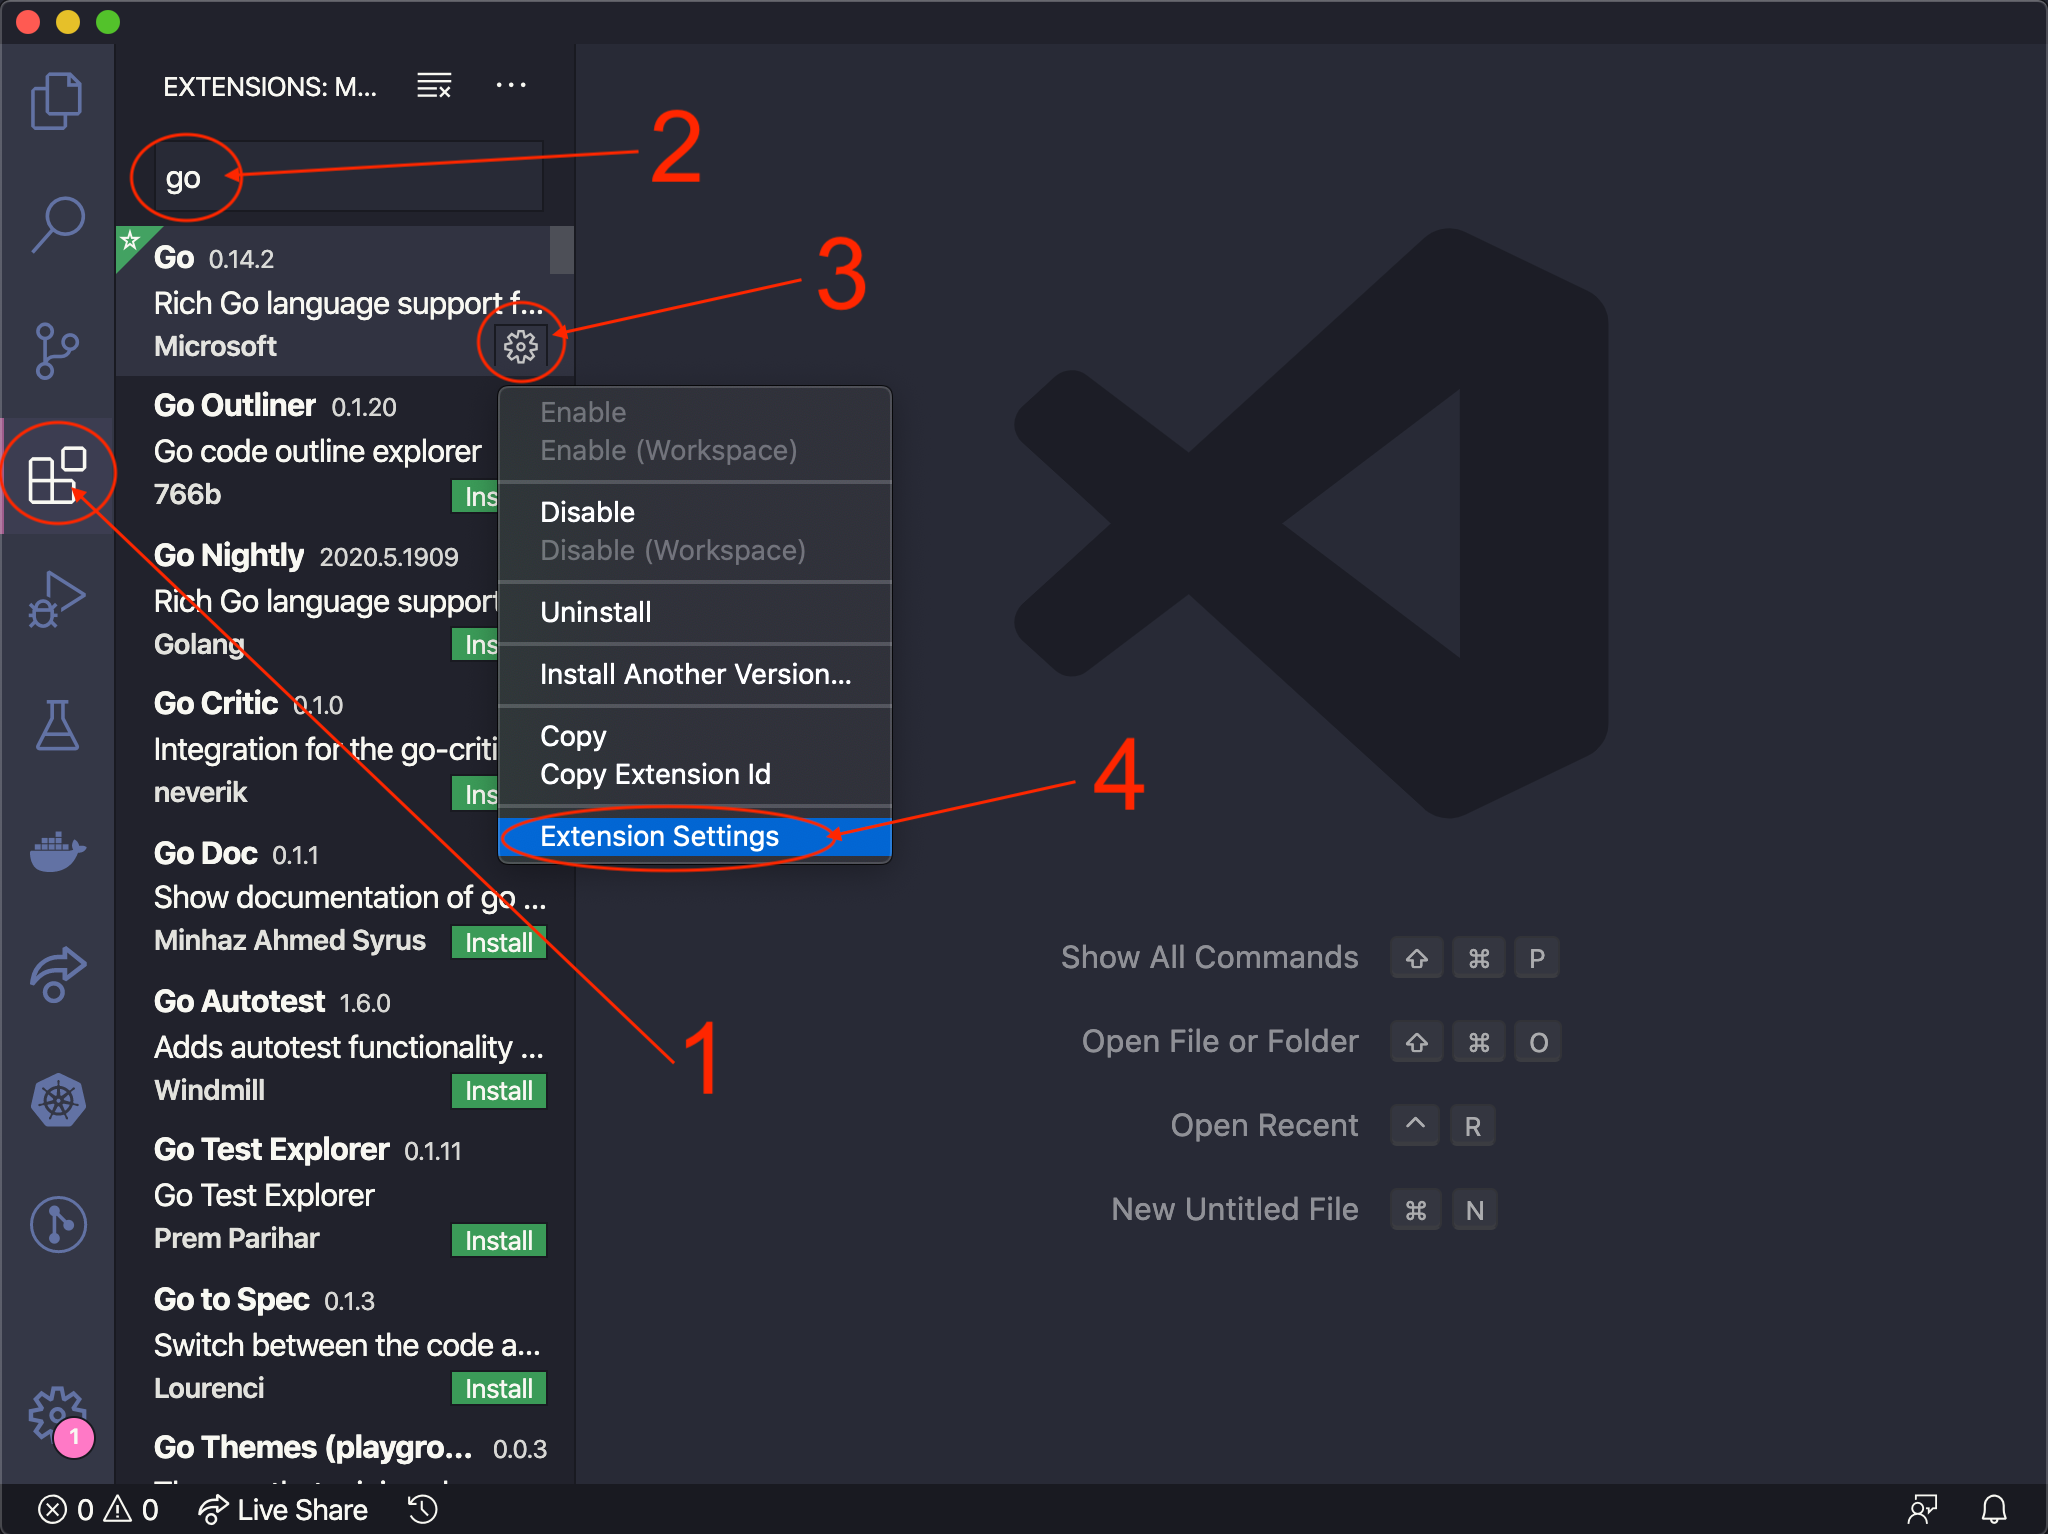 EXTENSIONS: M...
go
2
Go 0.14.2
Rich Go language support f...
Microsoft
3
Go Outliner 0.1.20
Go code outline explorer
766b
Ins
Go Nightly 2020.5.1909
Rich Go language support
Golang
Ins
Go Critic 0.1.0
Integration for the go-criti
neverik
Ins
Go Doc 0.1.1
Show documentation of go ...
Minhaz Ahmed Syrus
Install
Go Autotest 1.6.0
Adds autotest functionality ...
Windmill
Install
Go Test Explorer 0.1.11
Go Test Explorer
Prem Parihar
Install
Go to Spec 0.1.3
Switch between the code a...
Lourenci
Install
Go Themes (playgro... 0.0.3
Enable
Enable (Workspace)
Disable
Disable (Workspace)
Uninstall
Install Another Version...
Copy
Copy Extension Id
Extension Settings
4
1
Show All Commands ⇧ ⌘ P
Open File or Folder ⇧ ⌘ O
Open Recent ^ R
New Untitled File ⌘ N
1
0 0 Live Share